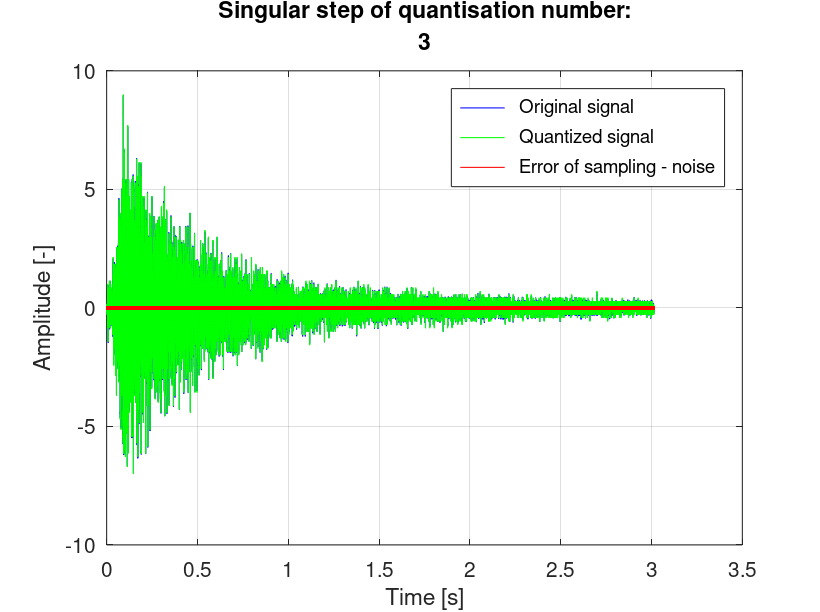 Singular step of quantisation number:
3
10
5
0
-5
-10
Amplitude [-]
Original signal
Quantized signal
Error of sampling - noise
0 0.5 1 1.5 2 2.5 3 3.5
Time [s]